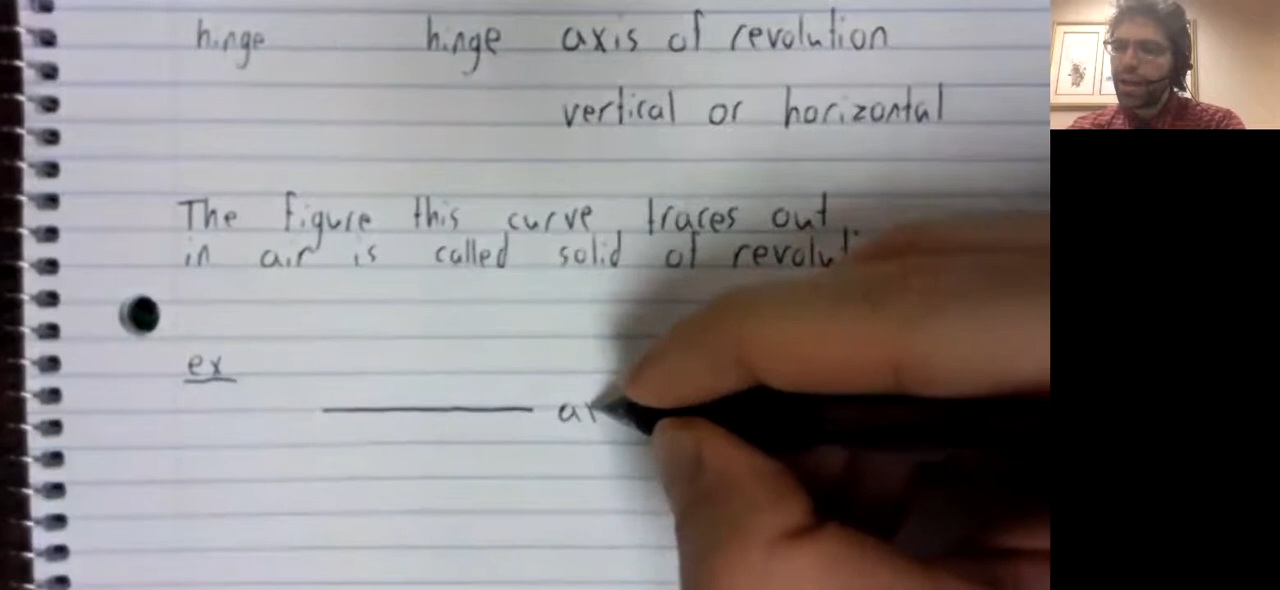 hinge hinge axis of revolution
vertical or horizontal
The figure this curve traces out
in air is called solid of
ex